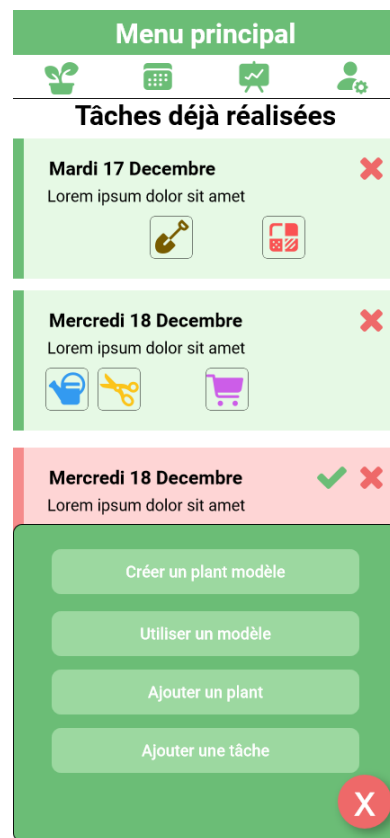 Menu principal
Tâches déjà réalisées
Mardi 17 Decembre
Lorem ipsum dolor sit amet
Mercredi 18 Decembre
Lorem ipsum dolor sit amet
Mercredi 18 Decembre
Lorem ipsum dolor sit amet
Créer un plant modèle
Utiliser un modèle
Ajouter un plant
Ajouter une tâche
X